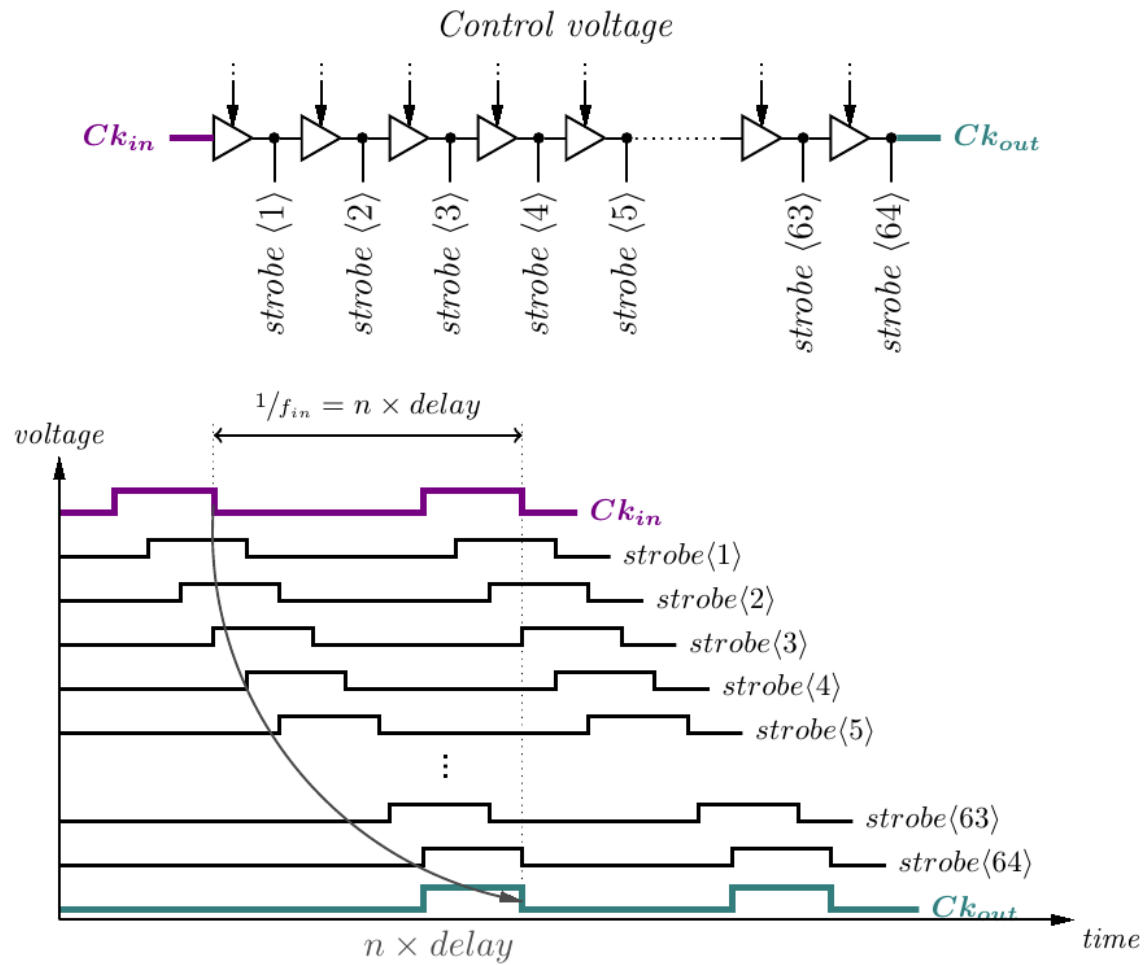 Control voltage
Ck_in
Ck_out
strobe ⟨1⟩
strobe ⟨2⟩
strobe ⟨3⟩
strobe ⟨4⟩
strobe ⟨5⟩
strobe ⟨63⟩
strobe ⟨64⟩
1/f_in = n × delay
voltage
Ck_in
strobe⟨1⟩
strobe⟨2⟩
strobe⟨3⟩
strobe⟨4⟩
strobe⟨5⟩
strobe⟨63⟩
strobe⟨64⟩
Ck_out
n × delay
time